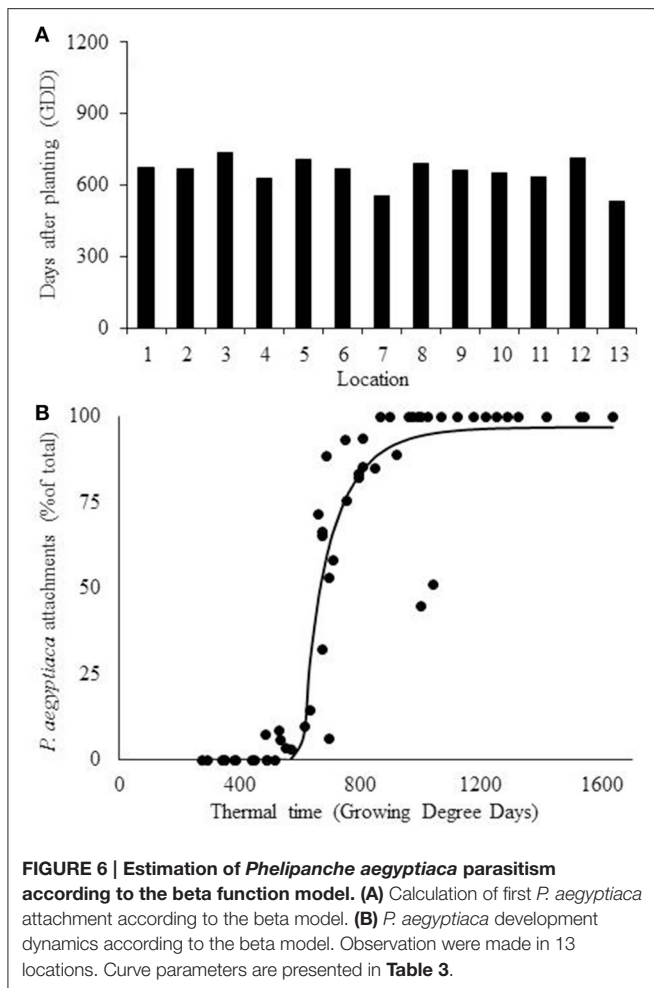 A
1200
900
600
300
0
Days after planting (GDD)
1 2 3 4 5 6 7 8 9 10 11 12 13
Location
B
100
75
50
25
0
P. aegyptiaca attachments (%of total)
0 400 800 1200 1600
Thermal time (Growing Degree Days)
FIGURE 6 | Estimation of Phelipanche aegyptiaca parasitism
according to the beta function model. (A) Calculation of first P. aegyptiaca
attachment according to the beta model. (B) P. aegyptiaca development
dynamics according to the beta model. Observation were made in 13
locations. Curve parameters are presented in Table 3.